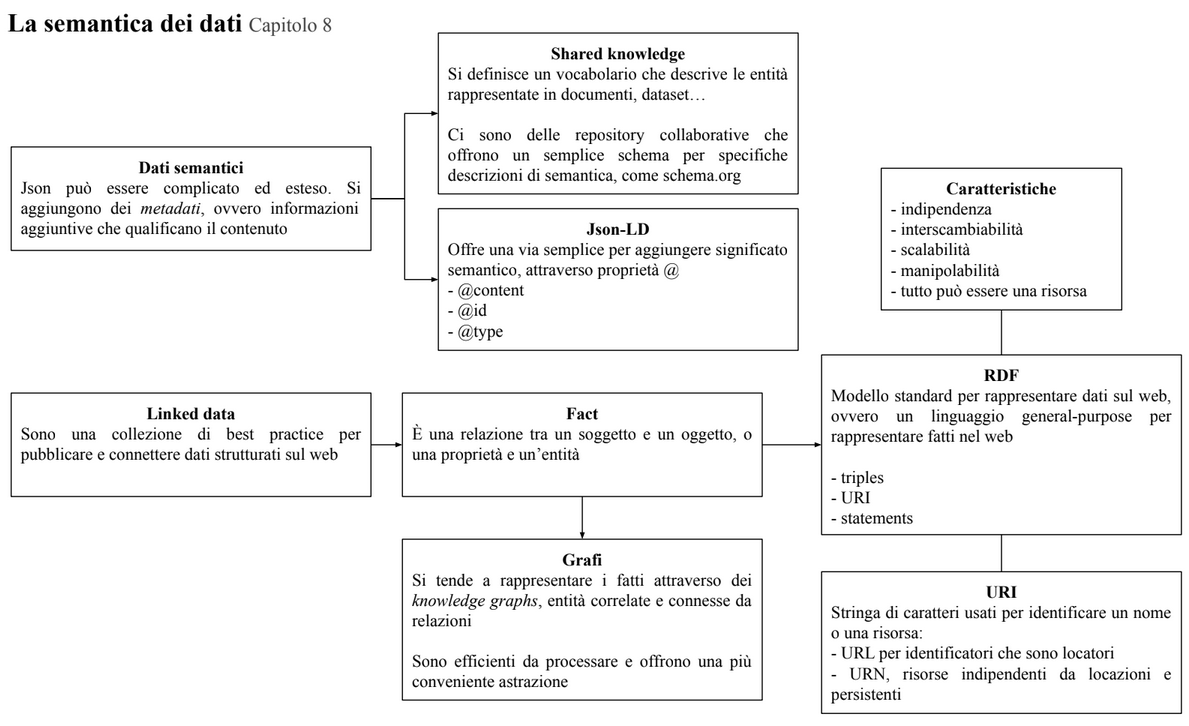 La semantica dei dati Capitolo 8
Shared knowledge
Si definisce un vocabolario che descrive le entità
rappresentate in documenti, dataset…
Ci sono delle repository collaborative che
offrono un semplice schema per specifiche
descrizioni di semantica, come schema.org
Dati semantici
Json può essere complicato ed esteso. Si
aggiungono dei metadati, ovvero informazioni
aggiuntive che qualificano il contenuto
Json-LD
Offre una via semplice per aggiungere significato
semantico, attraverso proprietà @
- @content
- @id
- @type
Caratteristiche
- indipendenza
- interscambiabilità
- scalabilità
- manipolabilità
- tutto può essere una risorsa
Linked data
Sono una collezione di best practice per
pubblicare e connettere dati strutturati sul web
Fact
È una relazione tra un soggetto e un oggetto, o
una proprietà e un’entità
RDF
Modello standard per rappresentare dati sul web,
ovvero un linguaggio general-purpose per
rappresentare fatti nel web
- triples
- URI
- statements
Grafi
Si tende a rappresentare i fatti attraverso dei
knowledge graphs, entità correlate e connesse da
relazioni
Sono efficienti da processare e offrono una più
conveniente astrazione
URI
Stringa di caratteri usati per identificare un nome
o una risorsa:
- URL per identificatori che sono locatori
- URN, risorse indipendenti da locazioni e
persistenti